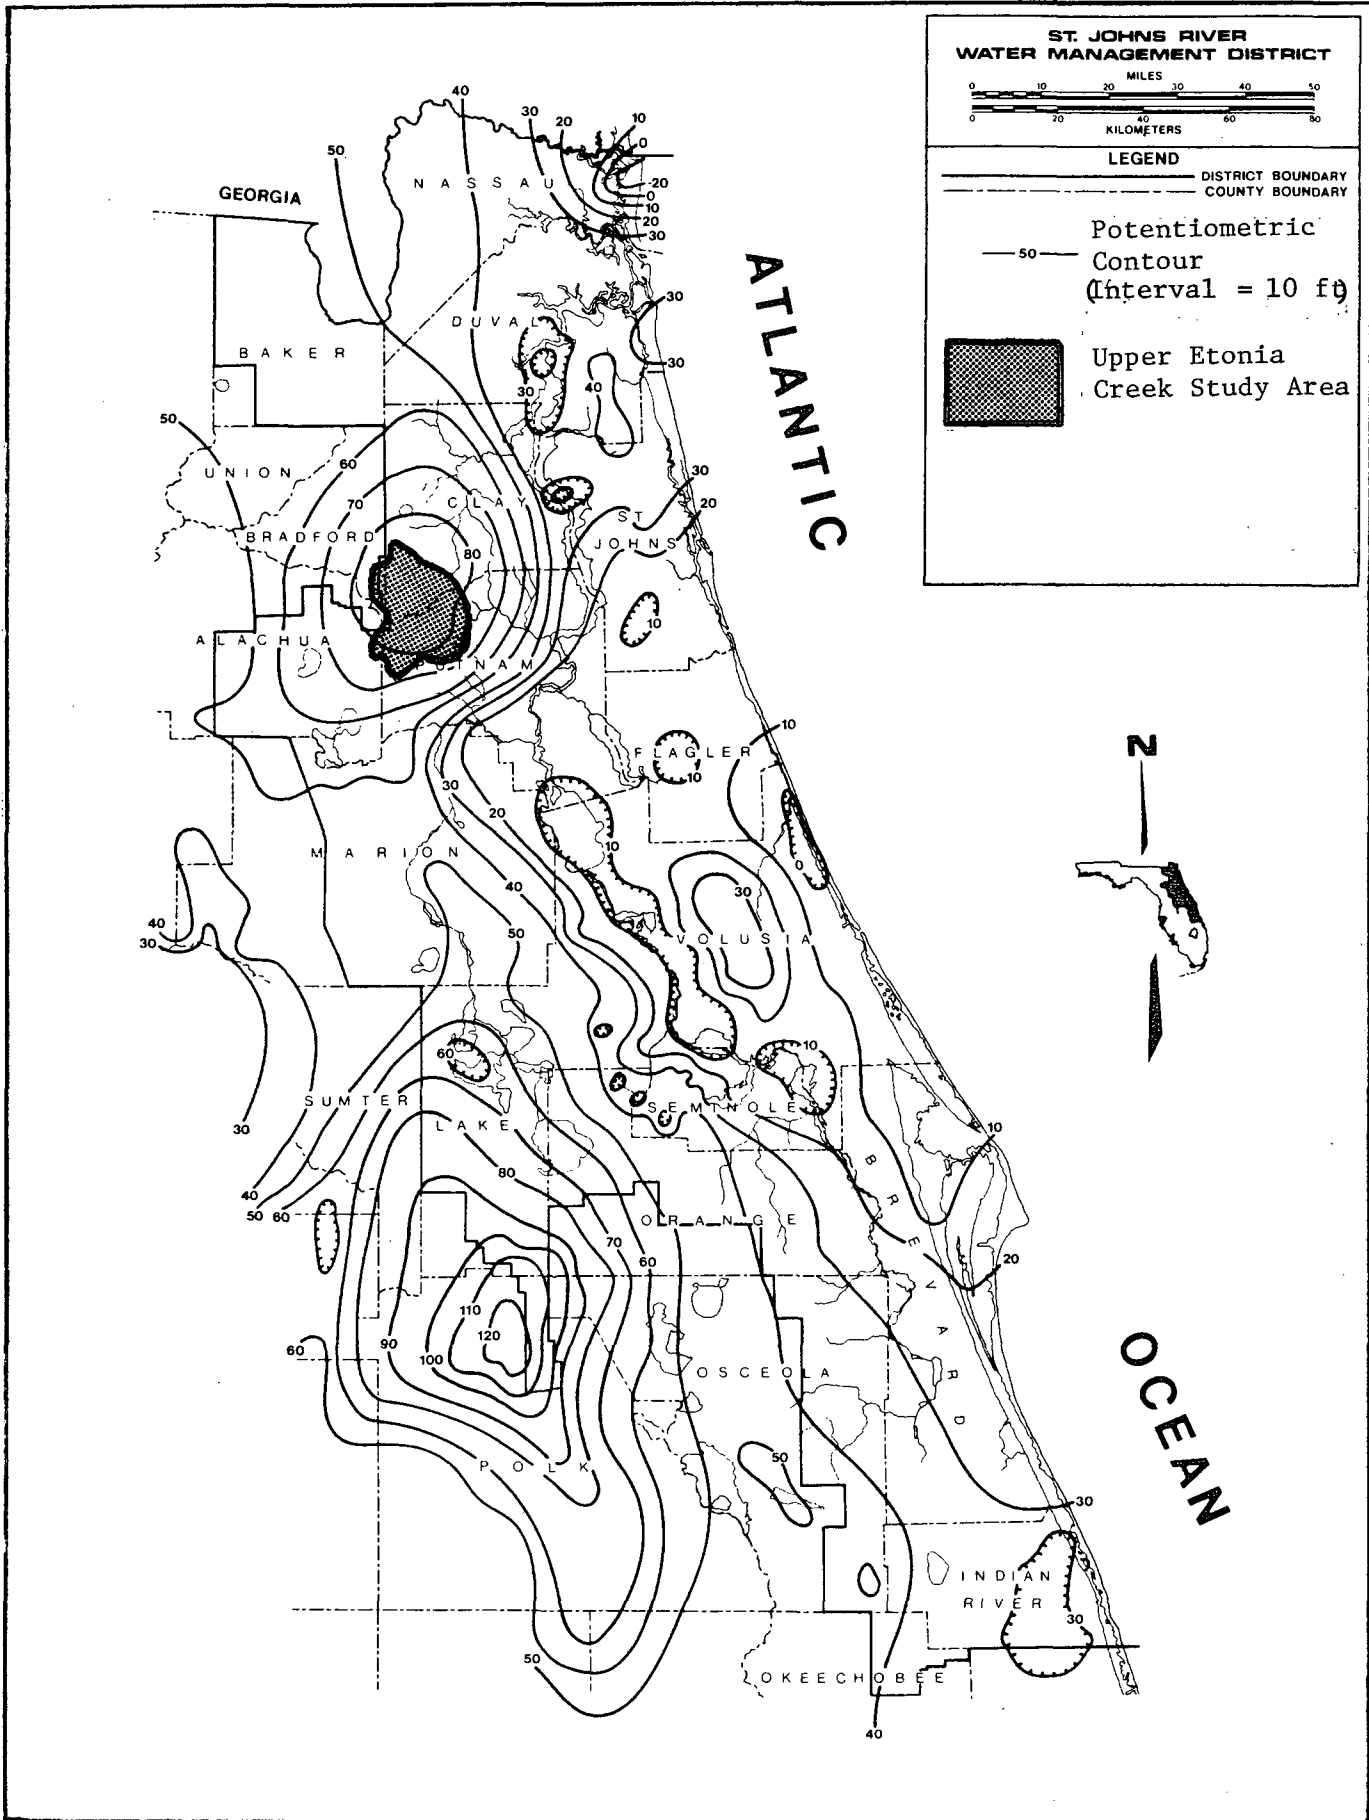 ST. JOHNS RIVER
WATER MANAGEMENT DISTRICT
MILES
0 10 20 30 40 50
0 20 40 60 80
KILOMETERS
LEGEND
DISTRICT BOUNDARY
COUNTY BOUNDARY
50
Potentiometric
Contour
(Interval = 10 ft)
Upper Etonia
Creek Study Area
40
30
20
10
0
50
-20
0
10
20
30
NASSAU
GEORGIA
ATLANTIC
30
DUVAL
BAKER
30
30
40
50
UNION
60
70
CLAY
30
20
ST
JOHNS
BRADFORD
80
10
ALACHUA
PUTNAM
10
FLAGLER
10
N
30
20
10
MARION
0
40
30
50
VOLUSIA
40
30
60
10
SUMTER
SEMINOLE
LAKE
30
10
80
BREVARD
40
50
60
ORANGE
70
60
20
110
120
90
100
60
OSCEOLA
OCEAN
50
POLK
30
INDIAN
RIVER
30
50
OKEECHOBEE
40